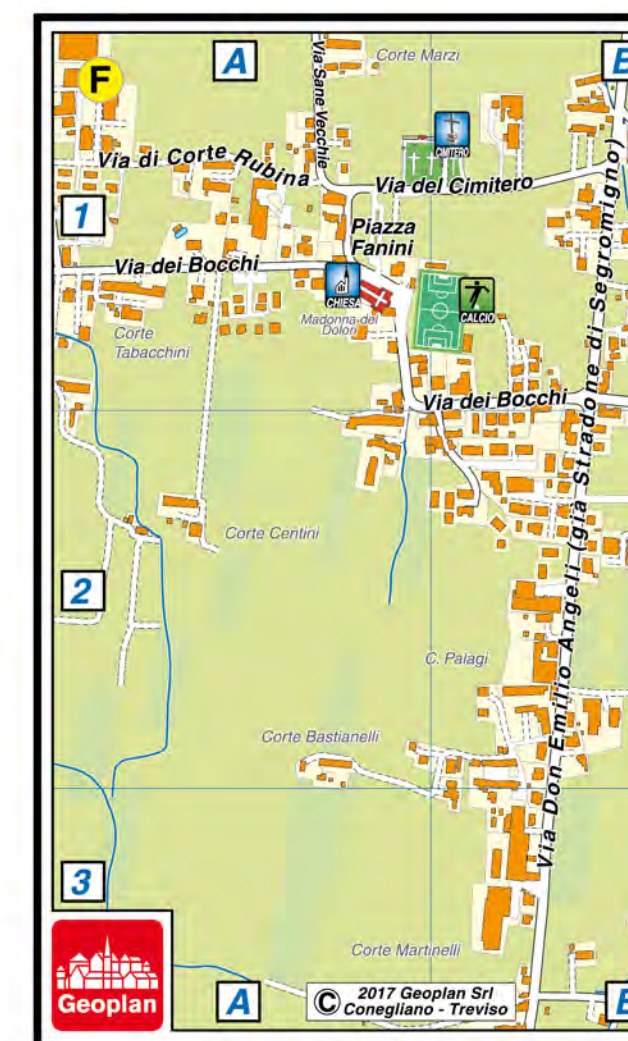 F
A
B
Corte Marzi
Via Sane Vecchie
CIMITERO
Via di Corte Rubina
Via del Cimitero
1
Piazza
Fanini
Via dei Bocchi
CHIESA
CALCIO
Madonna dei
Dolori
Corte
Tabacchini
Via dei Bocchi
Via Don Emilio Angeli (già Stradone di Segromigno)
Corte Centini
2
C. Palagi
Corte Bastianelli
3
Corte Martinelli
Geoplan
A
© 2017 Geoplan Srl
Conegliano - Treviso
B